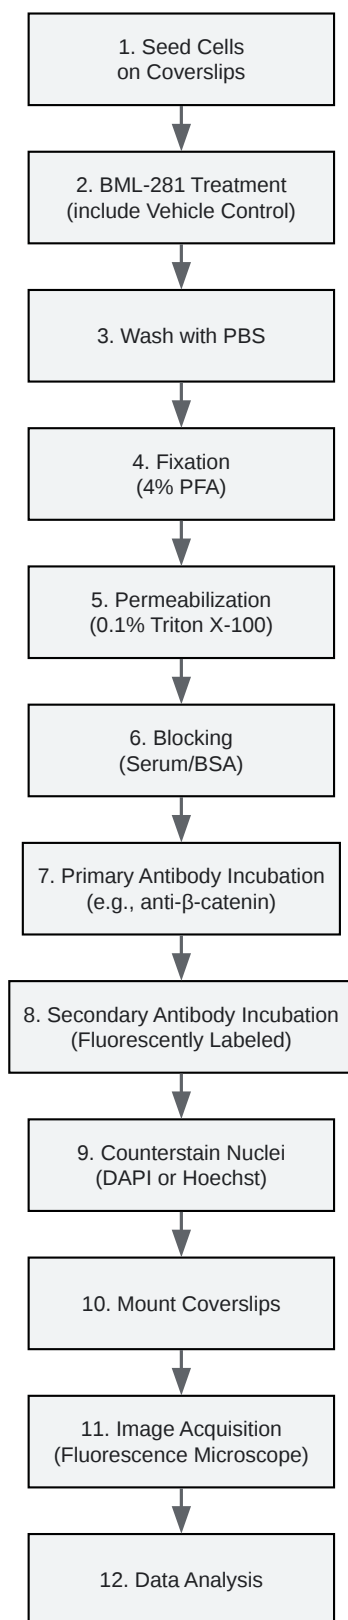 1. Seed Cells
on Coverslips
2. BML-281 Treatment
(include Vehicle Control)
3. Wash with PBS
4. Fixation
(4% PFA)
5. Permeabilization
(0.1% Triton X-100)
6. Blocking
(Serum/BSA)
7. Primary Antibody Incubation
(e.g., anti-β-catenin)
8. Secondary Antibody Incubation
(Fluorescently Labeled)
9. Counterstain Nuclei
(DAPI or Hoechst)
10. Mount Coverslips
11. Image Acquisition
(Fluorescence Microscope)
12. Data Analysis